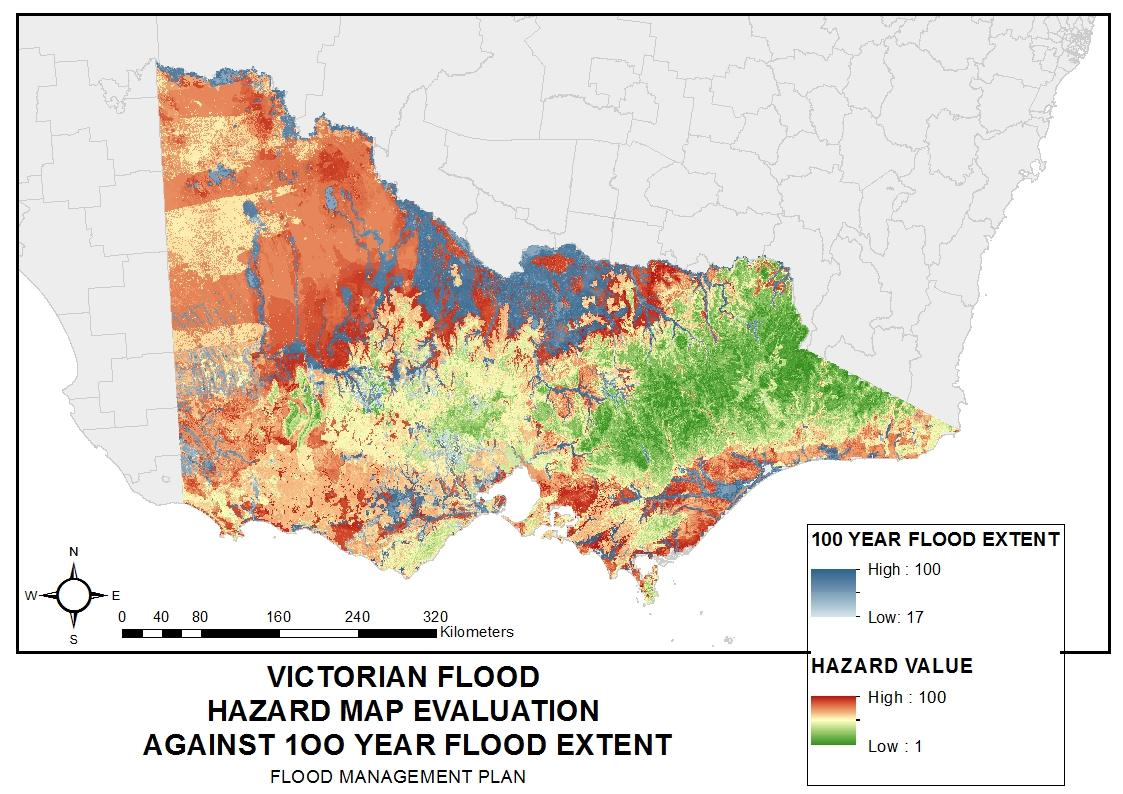 N
W E
S
0 40 80 160 240 320
Kilometers
100 YEAR FLOOD EXTENT
High : 100
Low: 17
HAZARD VALUE
High : 100
Low : 1
VICTORIAN FLOOD
HAZARD MAP EVALUATION
AGAINST 1OO YEAR FLOOD EXTENT
FLOOD MANAGEMENT PLAN